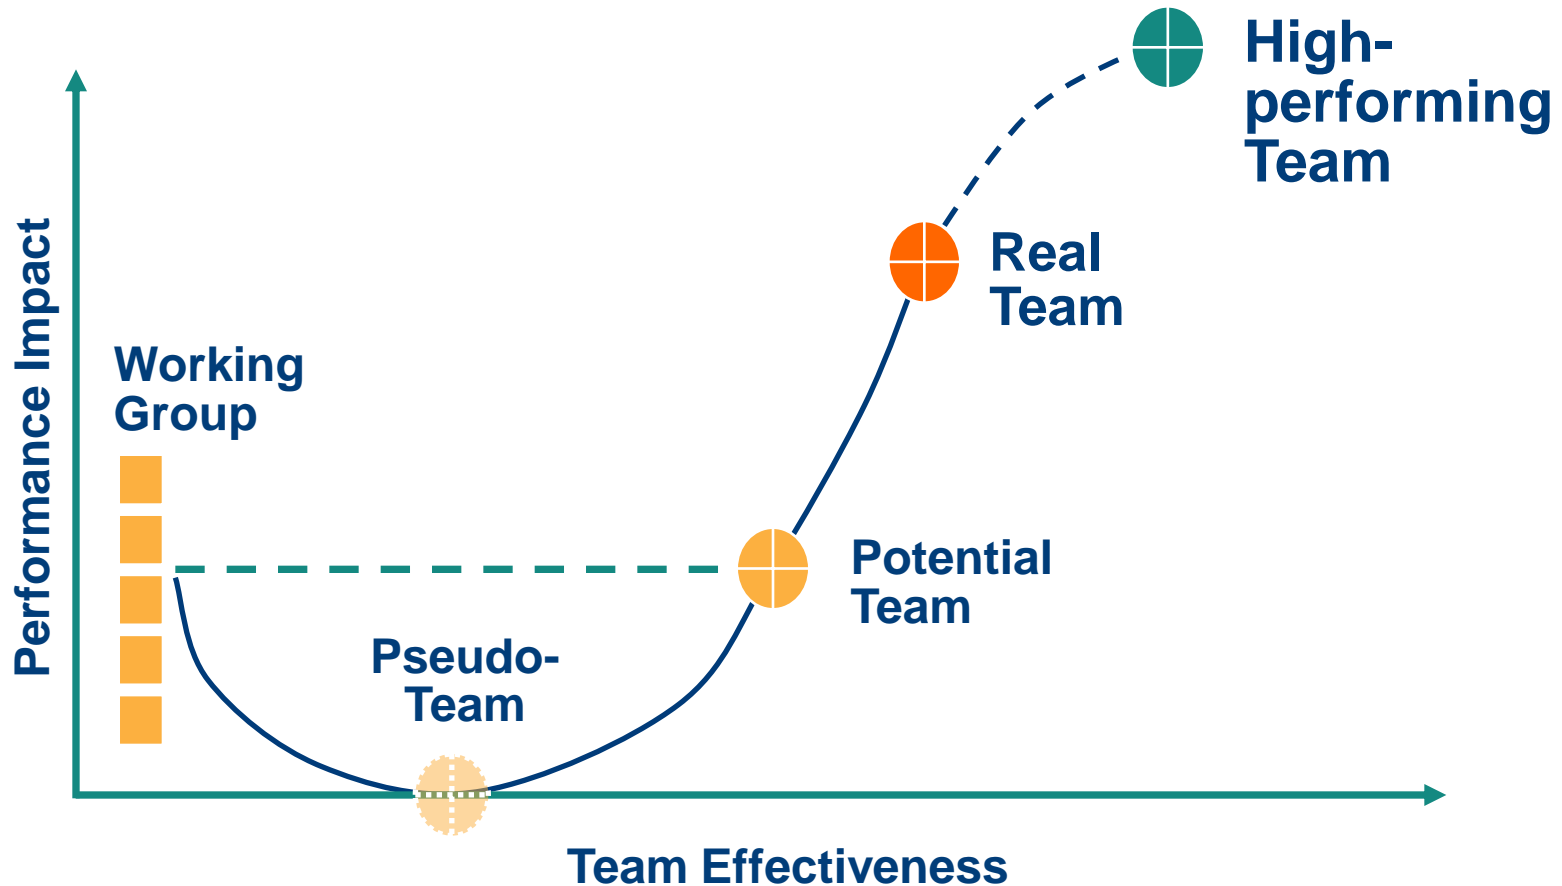 High-
performing
Team
Real
Team
Performance Impact
Working
Group
Potential
Team
Pseudo-
Team
Team Effectiveness